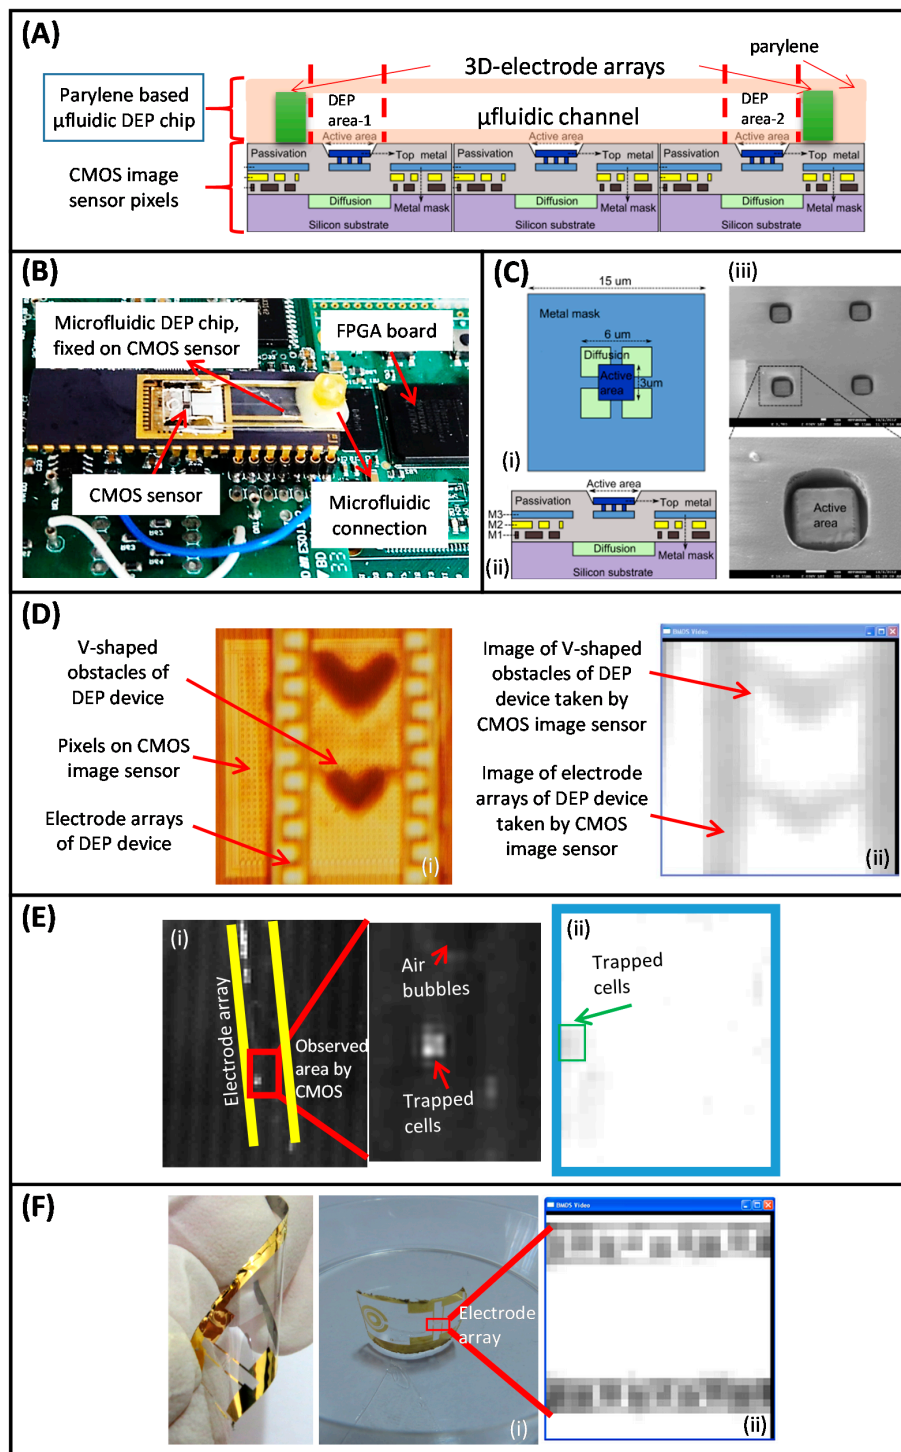 (A)
parylene
3D-electrode arrays
Parylene based
µfluidic DEP chip
DEP
area-1
µfluidic channel
DEP
area-2
Active area
Active area
Active area
CMOS image
sensor pixels
Passivation
Top metal
Passivation
Top metal
Passivation
Top metal
Diffusion
Metal mask
Diffusion
Metal mask
Diffusion
Metal mask
Silicon substrate
Silicon substrate
Silicon substrate
(B)
Microfluidic DEP chip,
fixed on CMOS sensor
FPGA board
CMOS sensor
Microfluidic
connection
(C)
15 um
Metal mask
6 um
Diffusion
Active
area
3um
(i)
Active area
Passivation
Top metal
M3
M2
M1
Diffusion
Metal mask
Silicon substrate
(ii)
(iii)
Active
area
(D)
V-shaped
obstacles of
DEP device
Pixels on CMOS
image sensor
Electrode arrays
of DEP device
(i)
Image of V-shaped
obstacles of DEP
device taken by
CMOS image sensor
Image of electrode
arrays of DEP device
taken by CMOS
image sensor
BMOS Video
(ii)
(E)
(i)
Electrode array
Observed
area by
CMOS
Air
bubbles
Trapped
cells
(ii)
Trapped
cells
(F)
Electrode
array
(i)
BMOS Video
(ii)